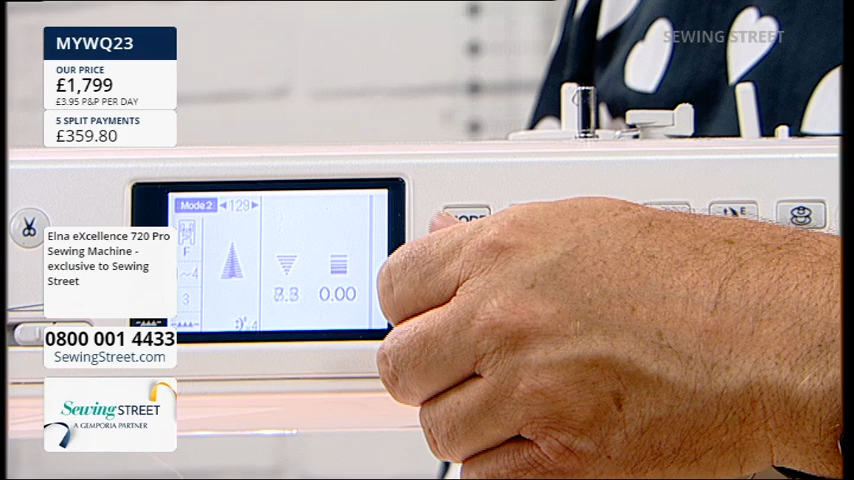 MYWQ23
OUR PRICE
£1,799
£3.95 P&P PER DAY
5 SPLIT PAYMENTS
£359.80
SEWING STREET
Mode 2 129
F
3
0.00
Elna eXcellence 720 Pro
Sewing Machine -
exclusive to Sewing
Street
0800 001 4433
SewingStreet.com
Sewing STREET
A GEMPORIA PARTNER